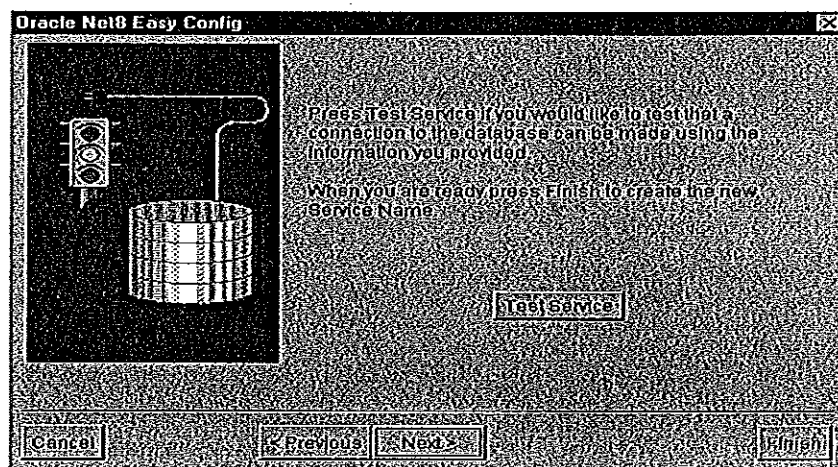 Oracle Net8 Easy Config
Press Test Service if you would like to test that a
connection to the database can be made using the
information you provided.
When you are ready press Finish to create the new
Service Name.
Test Service
Cancel
< Previous
Next >
Finish